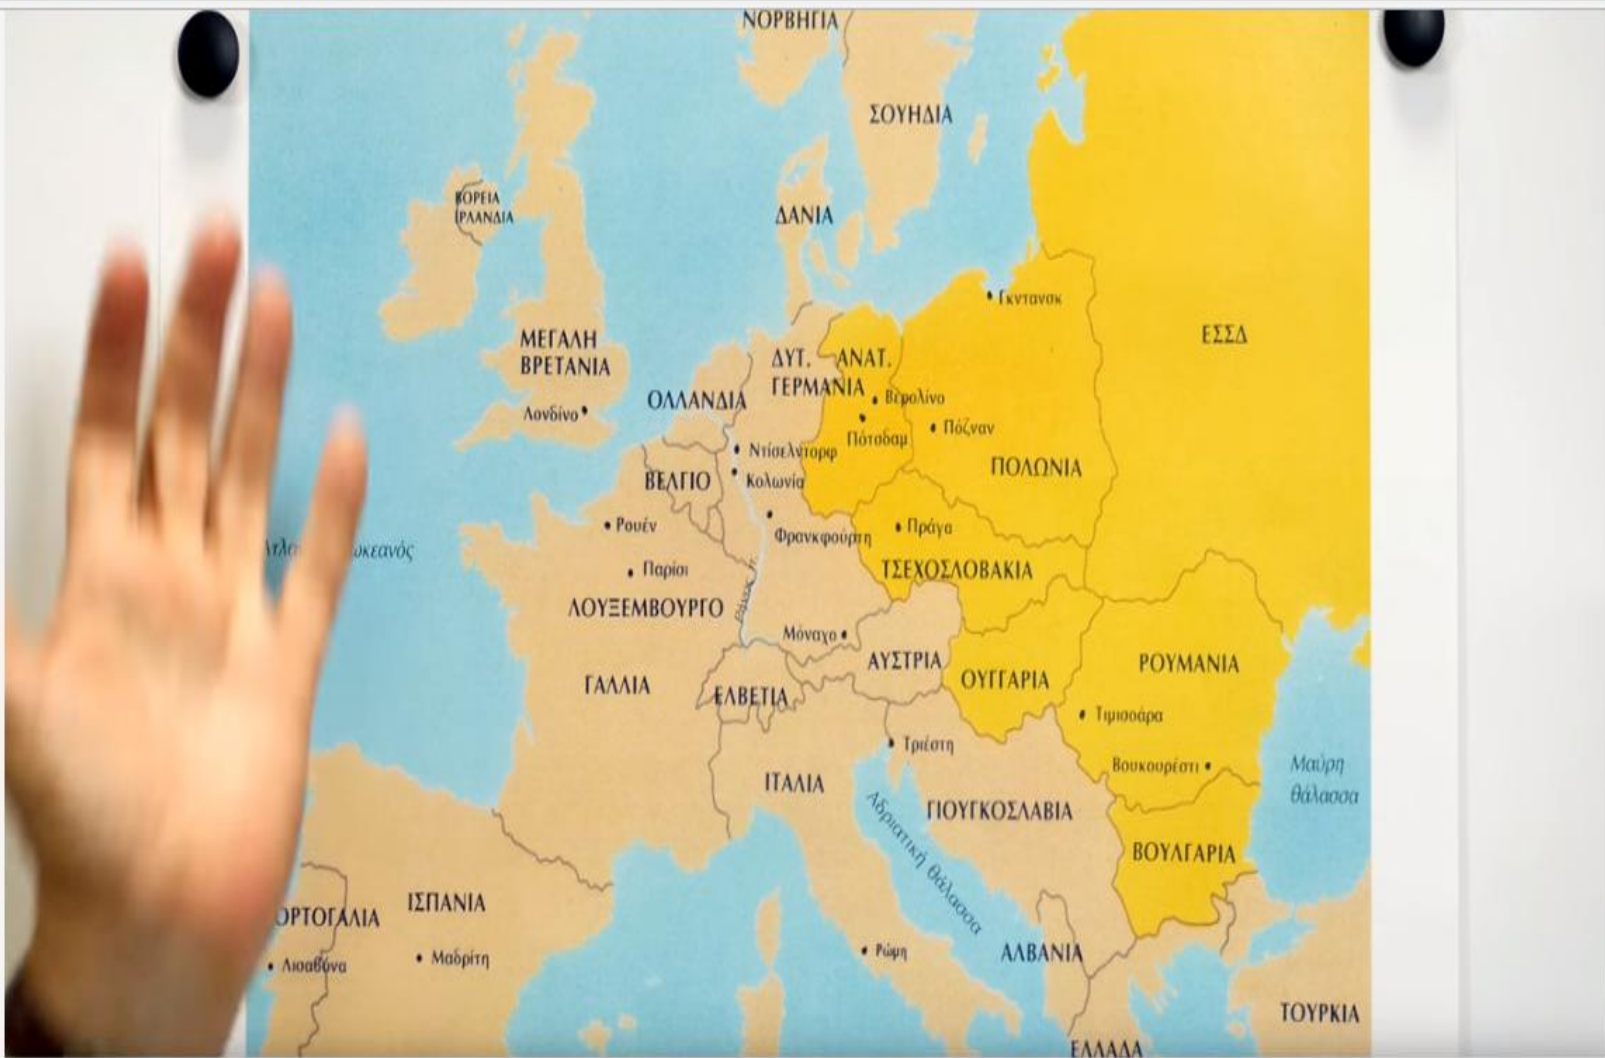 ΝΟΡΒΗΓΙΑ
ΣΟΥΗΔΙΑ
ΒΟΡΕΙΑ
ΙΡΛΑΝΔΙΑ
ΔΑΝΙΑ
Γκντανσκ
ΕΣΣΔ
ΜΕΓΑΛΗ
ΒΡΕΤΑΝΙΑ
ΔΥΤ. ΑΝΑΤ.
ΓΕΡΜΑΝΙΑ
ΟΛΛΑΝΔΙΑ
Βερολίνο
Λονδίνο
Πότσδαμ
Πόζναν
Ντίσελντορφ
ΠΟΛΩΝΙΑ
ΒΕΛΓΙΟ
Κολωνία
Ρουέν
Πράγα
Φρανκφούρτη
ωκεανός
Παρίσι
ΤΣΕΧΟΣΛΟΒΑΚΙΑ
ΛΟΥΞΕΜΒΟΥΡΓΟ
Μόναχο
ΑΥΣΤΡΙΑ
ΡΟΥΜΑΝΙΑ
ΟΥΓΓΑΡΙΑ
ΓΑΛΛΙΑ
ΕΛΒΕΤΙΑ
Τιμισοάρα
Τριέστη
Βουκουρέστι
Μαύρη
θάλασσα
ΙΤΑΛΙΑ
ΓΙΟΥΓΚΟΣΛΑΒΙΑ
Αδριατική θάλασσα
ΒΟΥΛΓΑΡΙΑ
ΟΡΤΟΓΑΛΙΑ
ΙΣΠΑΝΙΑ
Ρώμη
ΑΛΒΑΝΙΑ
Λισαβόνα
Μαδρίτη
ΤΟΥΡΚΙΑ
ΕΛΛΑΔΑ